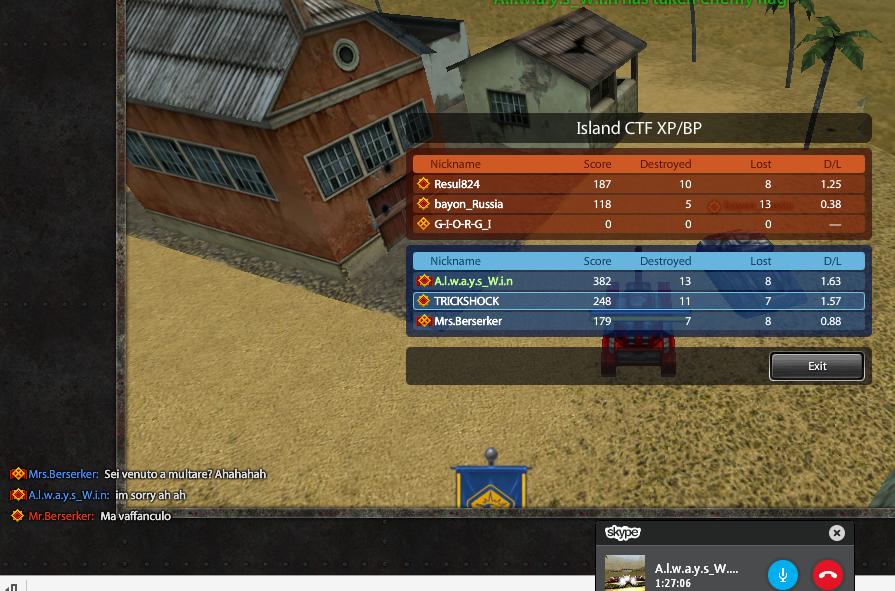 A.l.w.a.y.s_W.i.n has taken enemy flag
Island CTF XP/BP
Nickname Score Destroyed Lost D/L
Resul824 187 10 8 1.25
bayon_Russia 118 5 13 0.38
G-I-O-R-G_I 0 0 0 —
Nickname Score Destroyed Lost D/L
A.l.w.a.y.s_W.i.n 382 13 8 1.63
TRICKSHOCK 248 11 7 1.57
Mrs.Berserker 179 7 8 0.88
Exit
Mrs.Berserker: Sei venuto a multare? Ahahahah
A.l.w.a.y.s_W.i.n: im sorry ah ah
Mr.Berserker: Ma vaffanculo
skype
A.l.w.a.y.s_W....
1:27:06